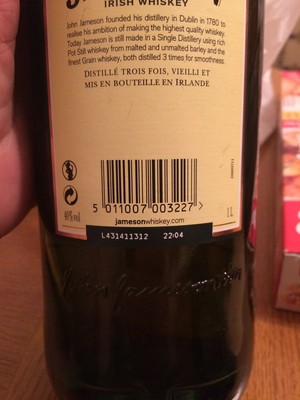 IRISH WHISKEY
John Jameson founded his distillery in Dublin in 1780 to
realise his ambition of making the highest quality whiskey.
Today Jameson is still made in a Single Distillery using rich
Pot Still whiskey from malted and unmalted barley and the
finest Grain whiskey, both distilled 3 times for smoothness.
DISTILLÉ TROIS FOIS, VIEILLI ET
MIS EN BOUTEILLE EN IRLANDE
40%vol
5 011007 003227 >
1L
jamesonwhiskey.com
L431411312 22:04
John Jameson